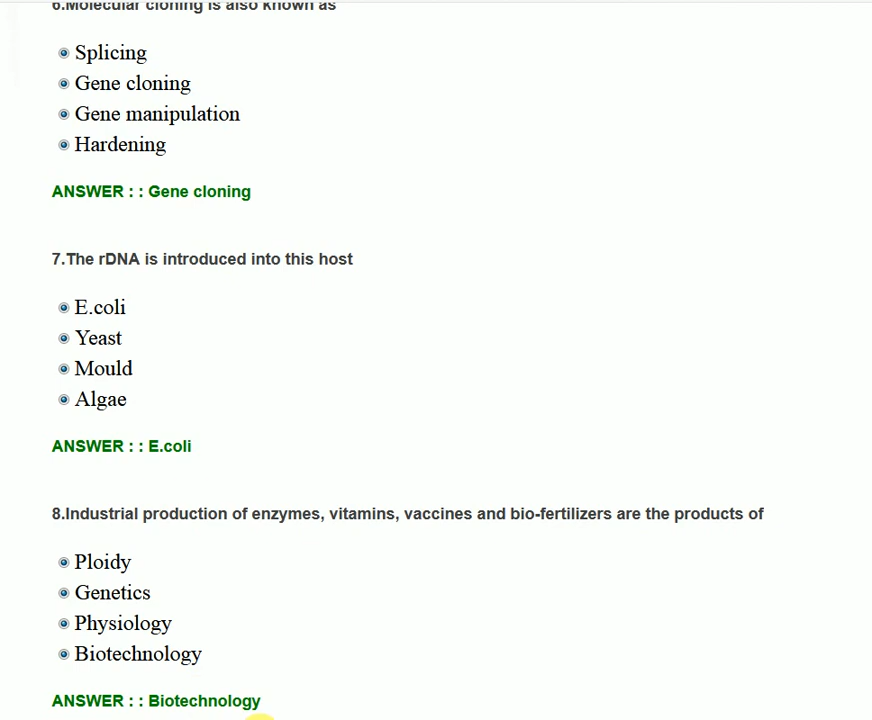 6.Molecular cloning is also known as
Splicing
Gene cloning
Gene manipulation
Hardening
ANSWER : : Gene cloning
7.The rDNA is introduced into this host
E.coli
Yeast
Mould
Algae
ANSWER : : E.coli
8.Industrial production of enzymes, vitamins, vaccines and bio-fertilizers are the products of
Ploidy
Genetics
Physiology
Biotechnology
ANSWER : : Biotechnology